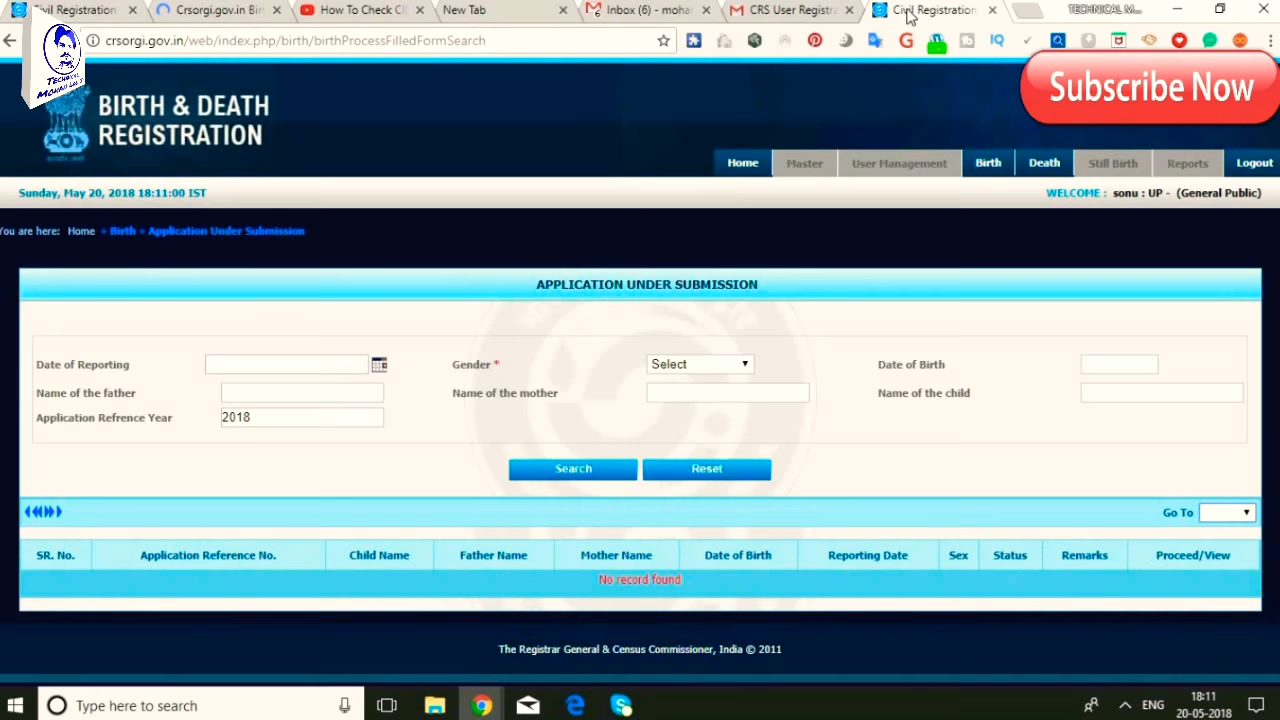 Civil Registration
Crsorgi.gov.in Bir
How To Check C
New Tab
Inbox (6) - moha
CRS User Registra
Civil Registration
TECHNICAL M...
crsorgi.gov.in/web/index.php/birth/birthProcessFilledFormSearch
TECHNICAL
Subscribe Now
BIRTH & DEATH
REGISTRATION
Home Master User Management Birth Death Still Birth Reports Logout
Sunday, May 20, 2018 18:11:00 IST
WELCOME : sonu : UP - (General Public)
You are here: Home » Birth » Application Under Submission
APPLICATION UNDER SUBMISSION
Date of Reporting Gender * Select Date of Birth
Name of the father Name of the mother Name of the child
Application Refrence Year 2018
Search Reset
Go To
SR. No. Application Reference No. Child Name Father Name Mother Name Date of Birth Reporting Date Sex Status Remarks Proceed/View
No record found
The Registrar General & Census Commissioner, India © 2011
Type here to search
ENG
18:11
20-05-2018